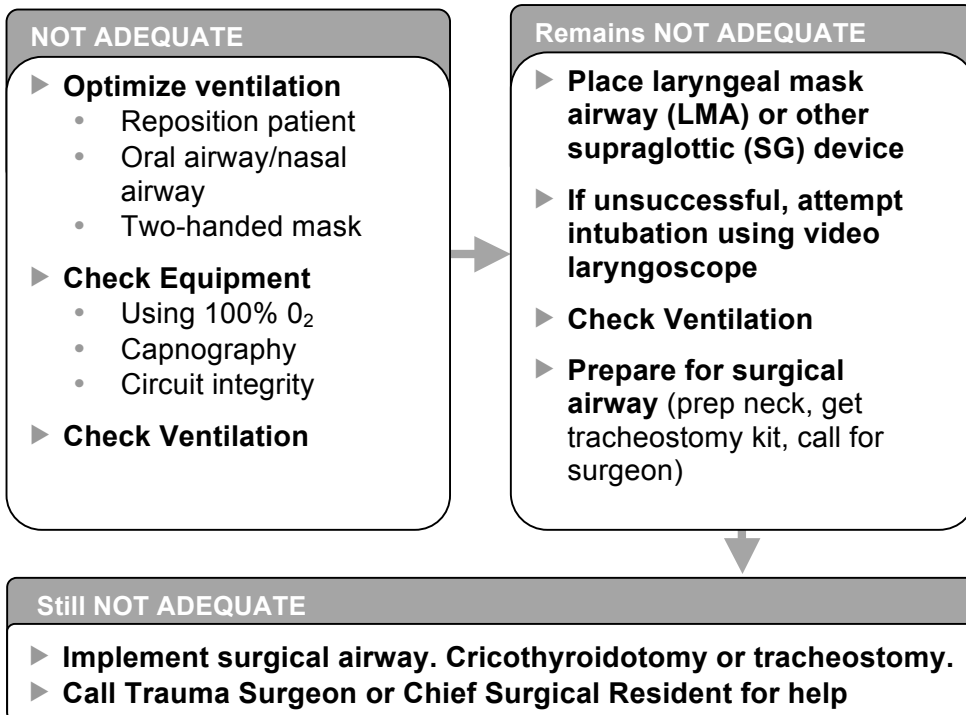 NOT ADEQUATE
▶ Optimize ventilation
• Reposition patient
• Oral airway/nasal
airway
• Two-handed mask
▶ Check Equipment
• Using 100% 0₂
• Capnography
• Circuit integrity
▶ Check Ventilation
Remains NOT ADEQUATE
▶ Place laryngeal mask
airway (LMA) or other
supraglottic (SG) device
▶ If unsuccessful, attempt
intubation using video
laryngoscope
▶ Check Ventilation
▶ Prepare for surgical
airway (prep neck, get
tracheostomy kit, call for
surgeon)
Still NOT ADEQUATE
▶ Implement surgical airway. Cricothyroidotomy or tracheostomy.
▶ Call Trauma Surgeon or Chief Surgical Resident for help